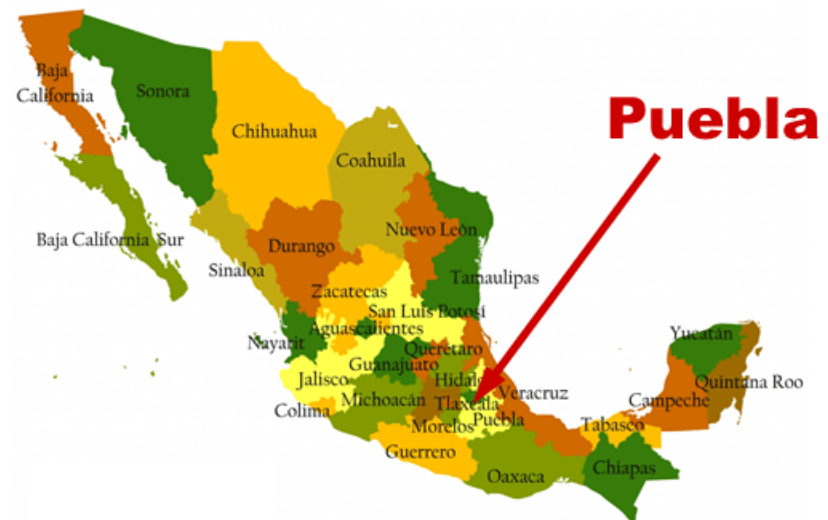 Baja
California
Sonora
Chihuahua
Coahuila
Puebla
Baja California Sur
Sinaloa
Durango
Nuevo León
Tamaulipas
Zacatecas
San Luis Potosí
Aguascalientes
Nayarit
Querétaro
Guanajuato
Jalisco
Hidalgo
Colima
Michoacán
Tlaxcala
Veracruz
Morelos
Puebla
Guerrero
Oaxaca
Yucatán
Quintana Roo
Campeche
Tabasco
Chiapas